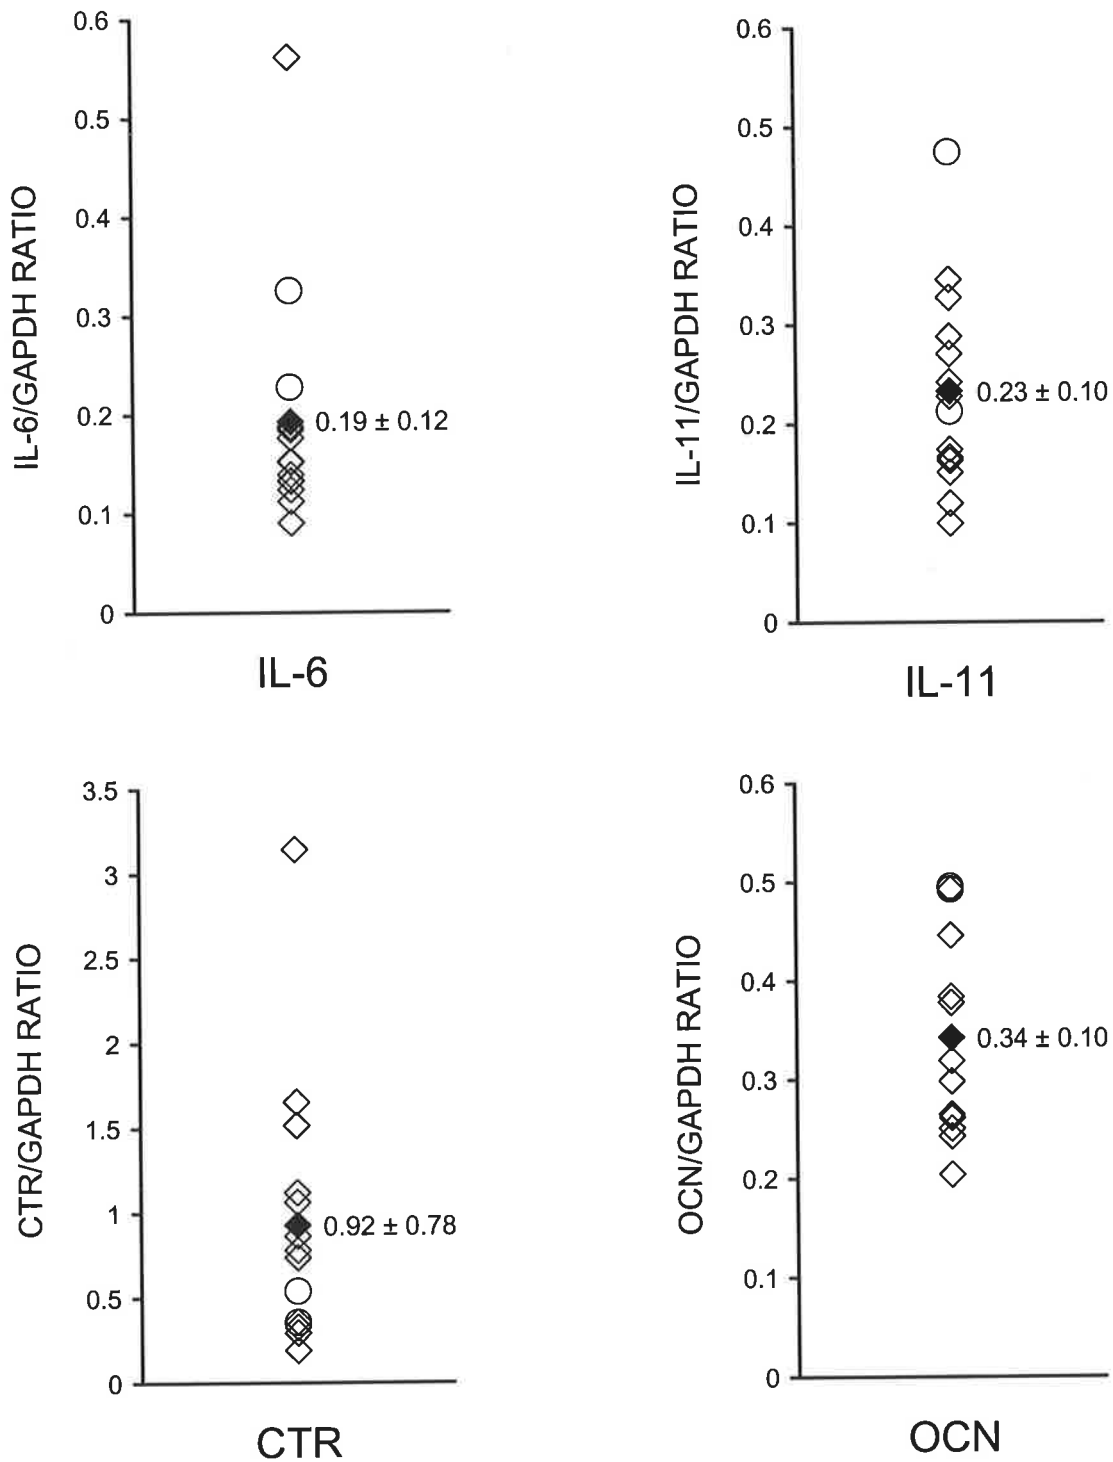 0.6
0.5
0.4
0.3
0.2
0.1
0
IL-6/GAPDH RATIO
0.19 ± 0.12
IL-6
0.6
0.5
0.4
0.3
0.2
0.1
0
IL-11/GAPDH RATIO
0.23 ± 0.10
IL-11
3.5
3
2.5
2
1.5
1
0.5
0
CTR/GAPDH RATIO
0.92 ± 0.78
CTR
0.6
0.5
0.4
0.3
0.2
0.1
0
OCN/GAPDH RATIO
0.34 ± 0.10
OCN